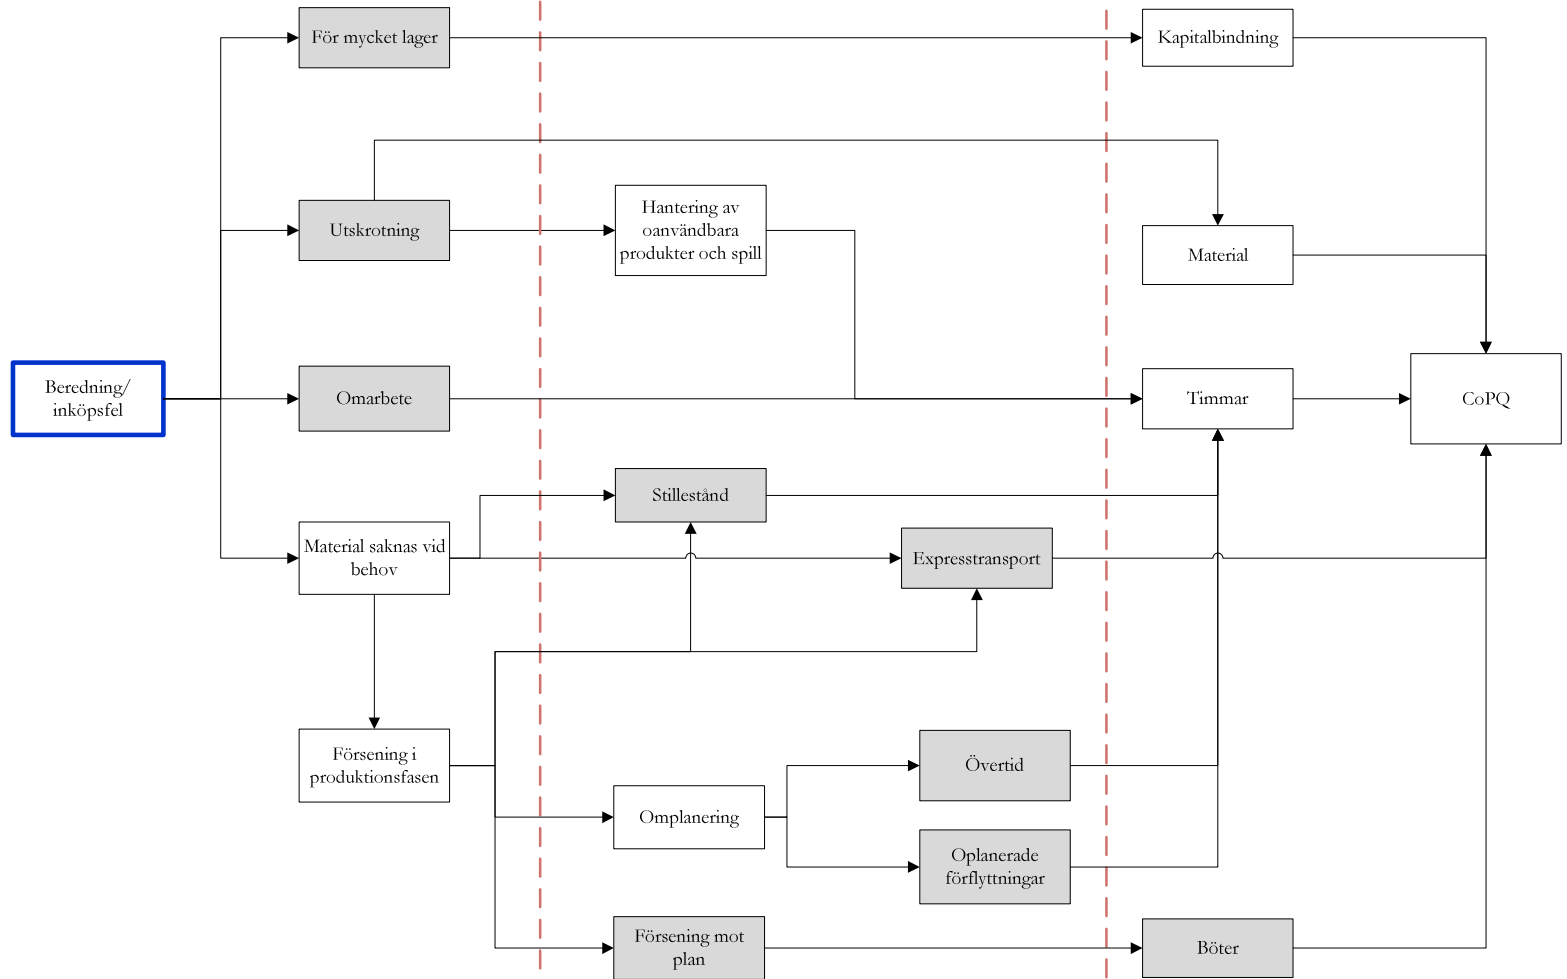 För mycket lager
Kapitalbindning
Utskrotning
Hantering av
oanvändbara
produkter och spill
Material
Beredning/
inköpsfel
Omarbete
Timmar
CoPQ
Stillestånd
Material saknas vid
behov
Expresstransport
Försening i
produktionsfasen
Övertid
Omplanering
Oplanerade
förflyttningar
Försening mot
plan
Böter